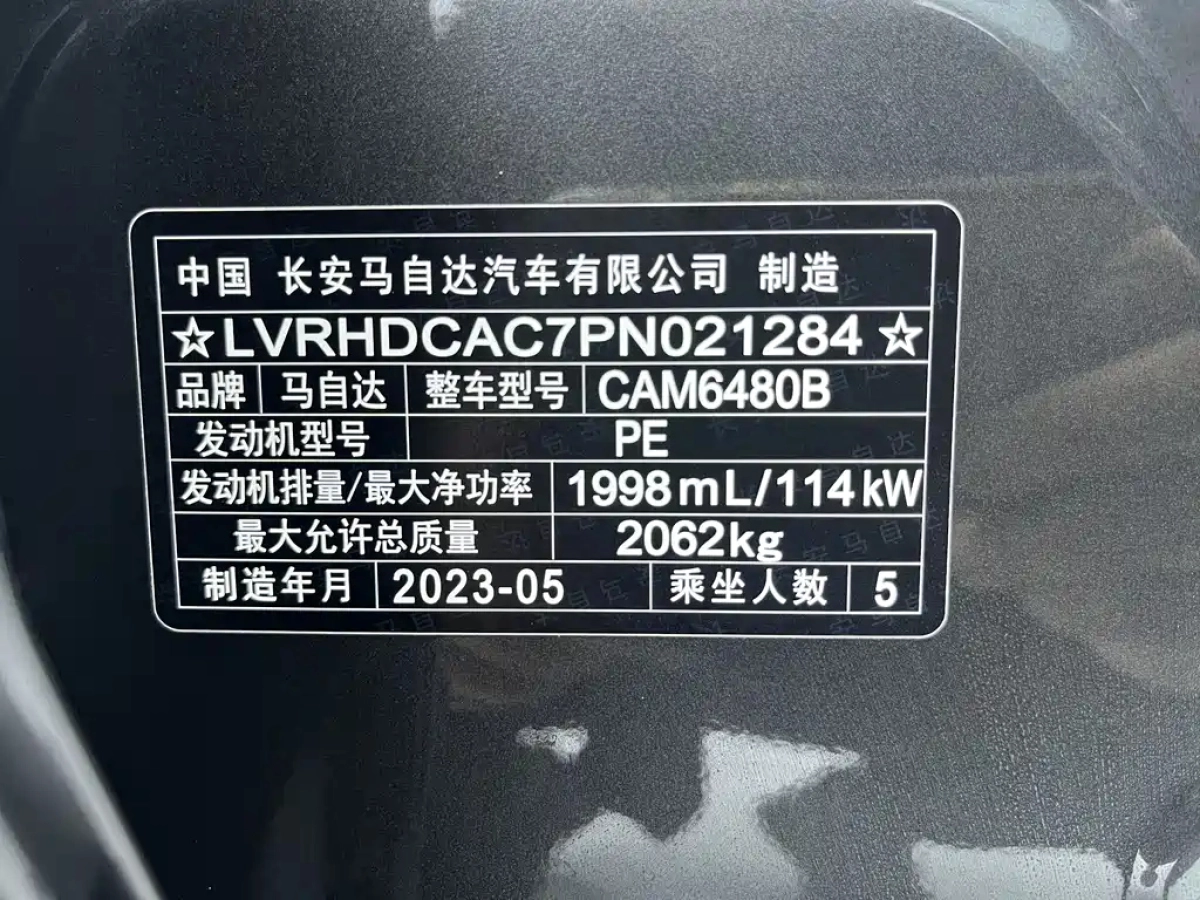 中国 长安马自达汽车有限公司 制造
☆LVRHDCAC7PN021284☆
品牌 马自达 整车型号 CAM6480B
发动机型号 PE
发动机排量/最大净功率 1998mL/114kW
最大允许总质量 2062kg
制造年月 2023-05 乘坐人数 5